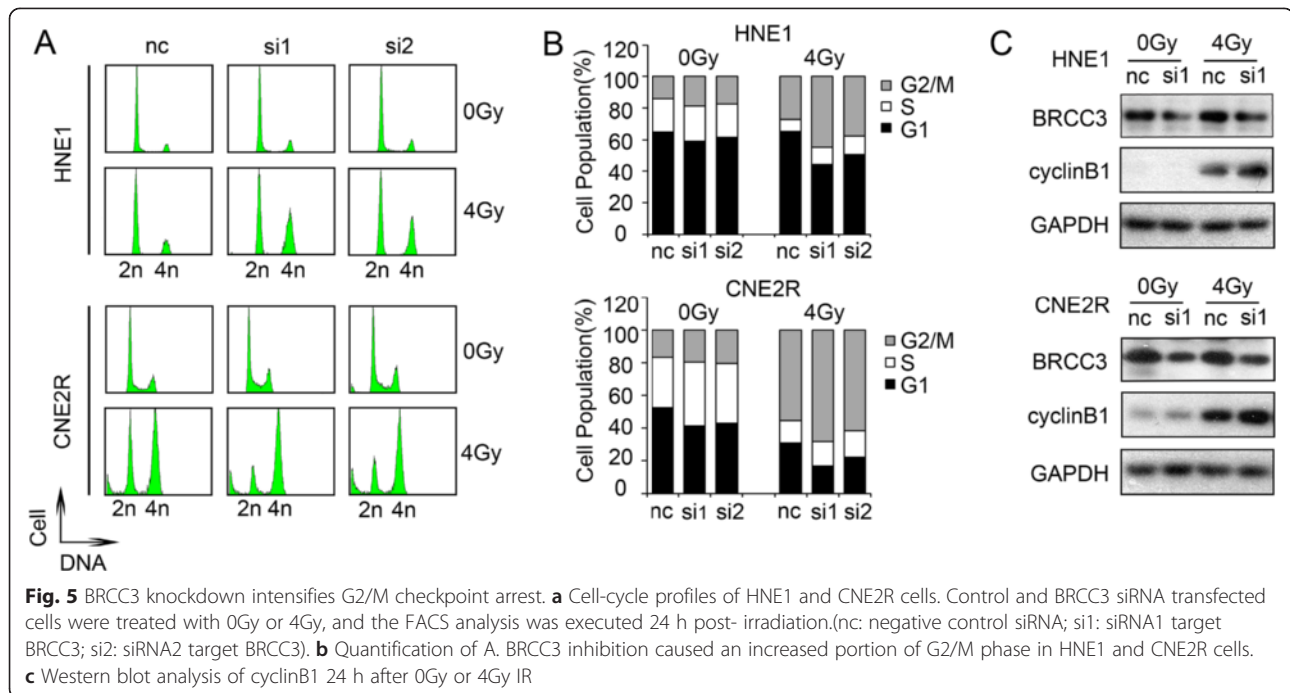 A
nc si1 si2
HNE1
0Gy
4Gy
2n 4n 2n 4n 2n 4n
CNE2R
0Gy
4Gy
2n 4n 2n 4n 2n 4n
Cell
DNA
B
HNE1
Cell Population(%)
120
100
80
60
40
20
0
0Gy 4Gy
G2/M
S
G1
nc si1 si2 nc si1 si2
CNE2R
Cell Population(%)
120
100
80
60
40
20
0
0Gy 4Gy
G2/M
S
G1
nc si1 si2 nc si1 si2
C
HNE1
0Gy 4Gy
nc si1 nc si1
BRCC3
cyclinB1
GAPDH
CNE2R
0Gy 4Gy
nc si1 nc si1
BRCC3
cyclinB1
GAPDH
Fig. 5 BRCC3 knockdown intensifies G2/M checkpoint arrest. a Cell-cycle profiles of HNE1 and CNE2R cells. Control and BRCC3 siRNA transfected
cells were treated with 0Gy or 4Gy, and the FACS analysis was executed 24 h post- irradiation.(nc: negative control siRNA; si1: siRNA1 target
BRCC3; si2: siRNA2 target BRCC3). b Quantification of A. BRCC3 inhibition caused an increased portion of G2/M phase in HNE1 and CNE2R cells.
c Western blot analysis of cyclinB1 24 h after 0Gy or 4Gy IR